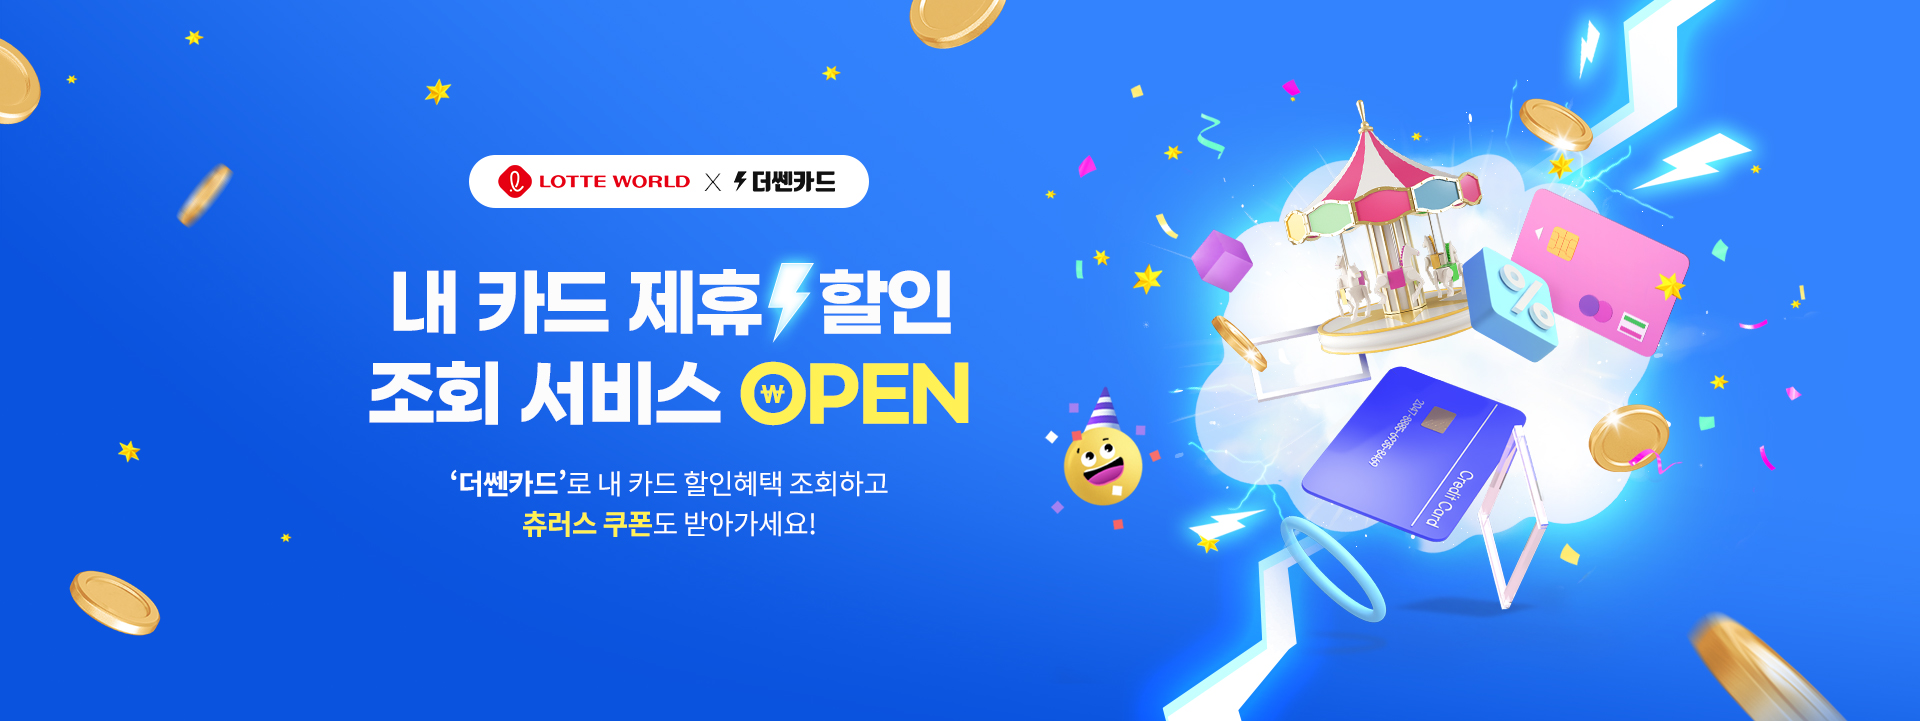 LOTTE WORLD X 더쎈카드
내 카드 제휴 할인
조회 서비스 OPEN
‘더쎈카드’로 내 카드 할인혜택 조회하고
츄러스 쿠폰도 받아가세요!
%
Credit Card